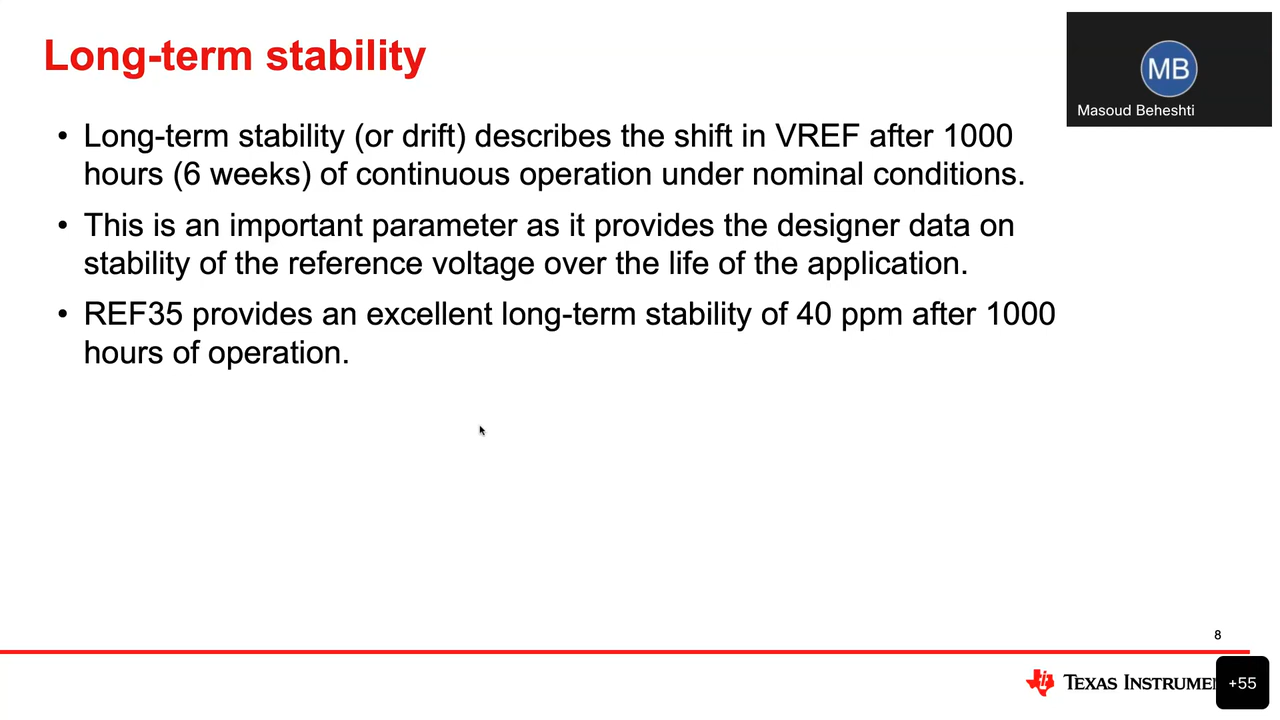 Long-term stability
MB
Masoud Beheshti
• Long-term stability (or drift) describes the shift in VREF after 1000
hours (6 weeks) of continuous operation under nominal conditions.
• This is an important parameter as it provides the designer data on
stability of the reference voltage over the life of the application.
• REF35 provides an excellent long-term stability of 40 ppm after 1000
hours of operation.
8
TEXAS INSTRUME
+55